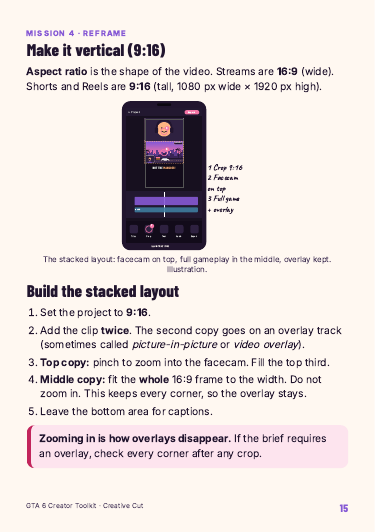 MISSION 4 · REFRAME
Make it vertical (9:16)
Aspect ratio is the shape of the video. Streams are 16:9 (wide).
Shorts and Reels are 9:16 (tall, 1080 px wide × 1920 px high).
1 Crop 9:16
2 Facecam
on top
3 Full game
+ overlay
The stacked layout: facecam on top, full gameplay in the middle, overlay kept.
Illustration.
Build the stacked layout
1. Set the project to 9:16.
2. Add the clip twice. The second copy goes on an overlay track
(sometimes called picture-in-picture or video overlay).
3. Top copy: pinch to zoom into the facecam. Fill the top third.
4. Middle copy: fit the whole 16:9 frame to the width. Do not
zoom in. This keeps every corner, so the overlay stays.
5. Leave the bottom area for captions.
Zooming in is how overlays disappear. If the brief requires
an overlay, check every corner after any crop.
GTA 6 Creator Toolkit · Creative Cut
15